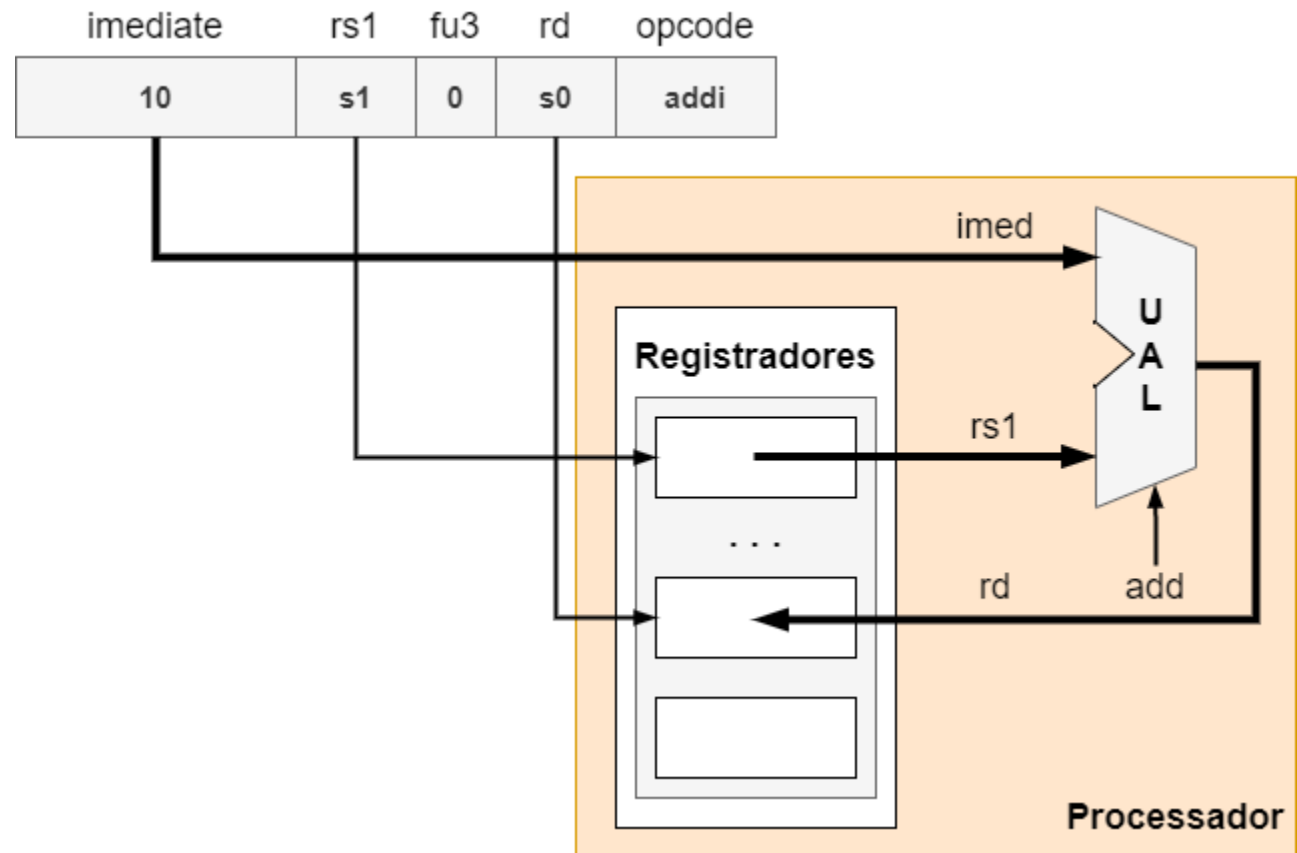 imediate rs1 fu3 rd opcode
10 s1 0 s0 addi
imed
U
A
L
Registradores
rs1
. . .
rd
add
Processador